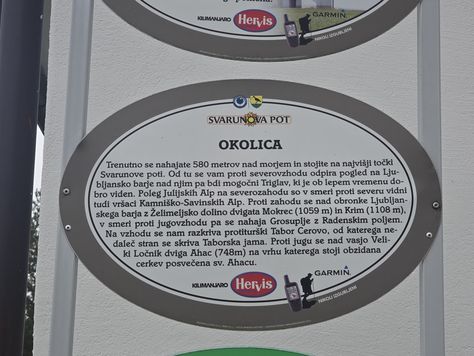 KILIMANJARO Hervis GARMIN
NIKOLI IZGUBLJENI
SVARUNOVA POT
OKOLICA
Trenutno se nahajate 580 metrov nad morjem in stojite na najvišji točki
Svarunove poti. Od tu se vam proti severovzhodu odpira pogled na Lju-
bljansko barje nad njim pa bdi mogočni Triglav, ki je ob lepem vremenu do-
bro viden. Poleg Julijskih Alp na severozahodu so v smeri proti severu vidni
tudi vršaci Kamniško-Savinskih Alp. Proti zahodu se nad obronke Ljubljan-
skega barja z Želimeljsko dolino dvigata Mokrec (1059 m) in Krim (1108 m),
v smeri proti jugovzhodu pa se nahaja Grosuplje z Radenskim poljem.
Na vzhodu se nam razkriva protiturški Tabor Cerovo, od katerega ne-
daleč stran se skriva Taborska jama. Proti jugu se nad vasjo Veli-
ki Ločnik dviga Ahac (748m) na vrhu katerega stoji obzidana
cerkev posvečena sv. Ahacu.
KILIMANJARO Hervis GARMIN
NIKOLI IZGUBLJENI